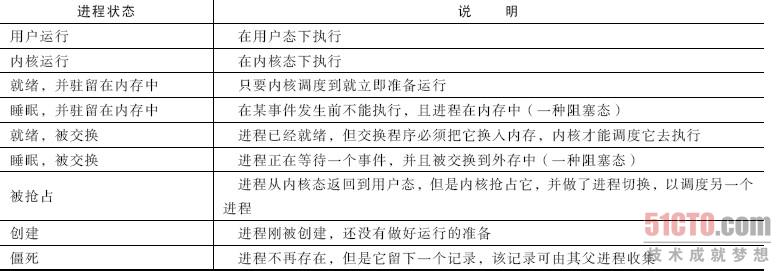 进程状态 说 明
用户运行 在用户态下执行
内核运行 在内核态下执行
就绪，并驻留在内存中 只要内核调度到就立即准备运行
睡眠，并驻留在内存中 在某事件发生前不能执行，且进程在内存中（一种阻塞态）
就绪，被交换 进程已经就绪，但交换程序必须把它换入内存，内核才能调度它去执行
睡眠，被交换 进程正在等待一个事件，并且被交换到外存中（一种阻塞态）
被抢占 进程从内核态返回到用户态，但是内核抢占它，并做了进程切换，以调度另一个
进程
创建 进程刚被创建，还没有做好运行的准备
僵死 进程不再存在，但是它留下一个记录，该记录可由其父进程收集
51CTO.com
技术成就梦想